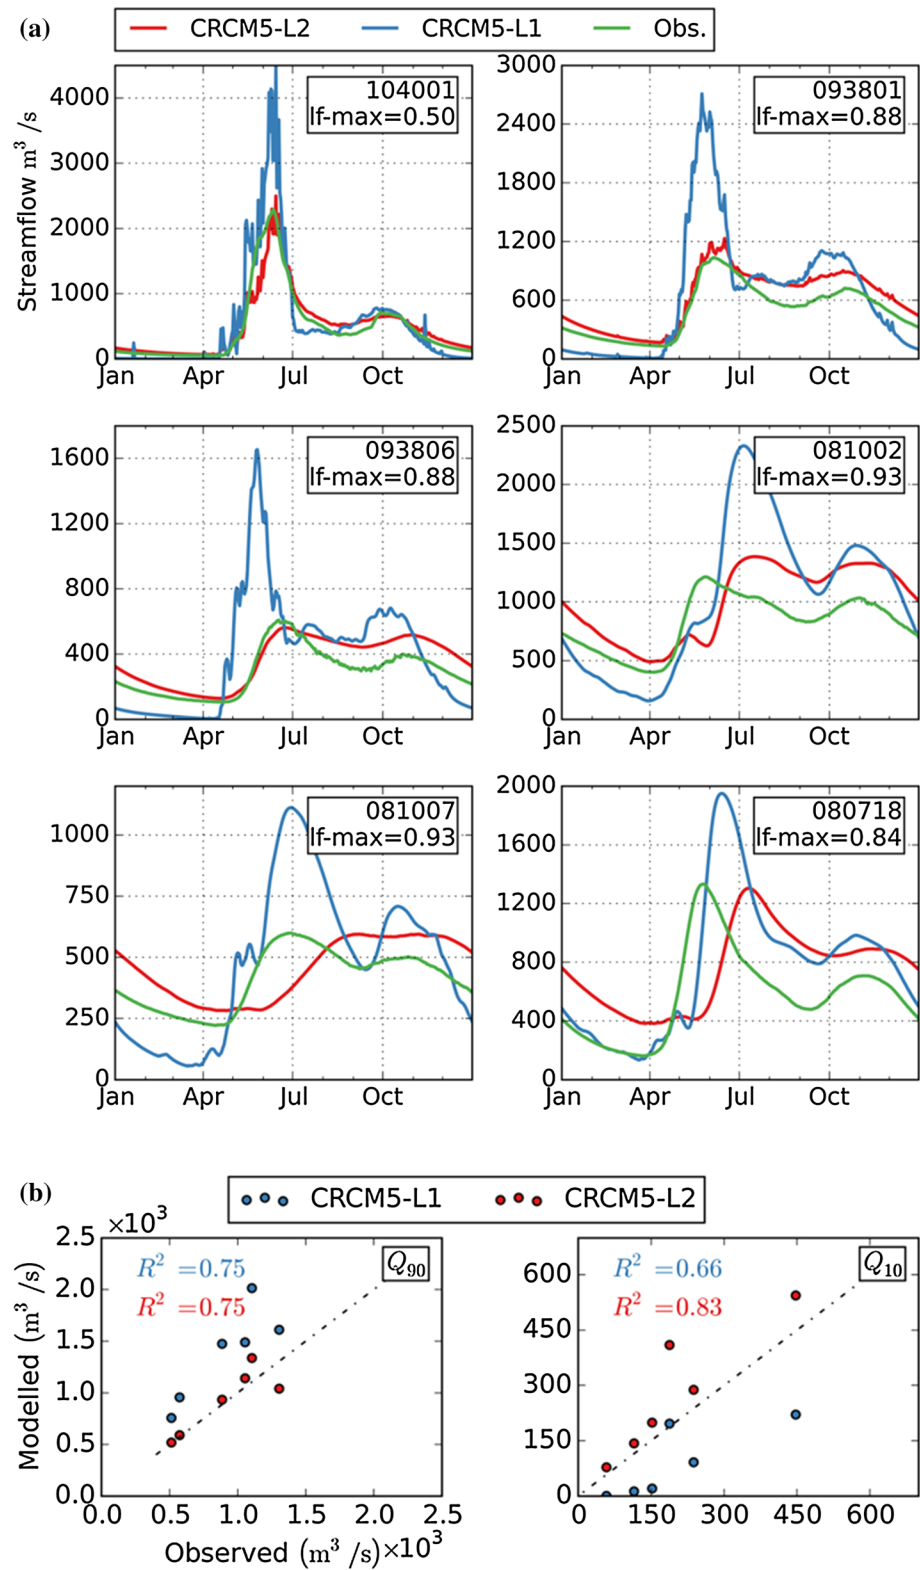 (a)
CRCM5-L2 CRCM5-L1 Obs.
Streamflow m³ /s
4000
3000
2000
1000
0
Jan Apr Jul Oct
104001
lf-max=0.50
3000
2400
1800
1200
600
0
Jan Apr Jul Oct
093801
lf-max=0.88
1600
1200
800
400
0
Jan Apr Jul Oct
093806
lf-max=0.88
2500
2000
1500
1000
500
0
Jan Apr Jul Oct
081002
lf-max=0.93
1000
750
500
250
0
Jan Apr Jul Oct
081007
lf-max=0.93
2000
1600
1200
800
400
0
Jan Apr Jul Oct
080718
lf-max=0.84
(b)
CRCM5-L1 CRCM5-L2
×10³
Modelled (m³ /s)
2.5
2.0
1.5
1.0
0.5
0.0
R² =0.75
R² =0.75
Q₉₀
0.0 0.5 1.0 1.5 2.0 2.5
Observed (m³ /s)×10³
600
450
300
150
0
R² =0.66
R² =0.83
Q₁₀
0 150 300 450 600